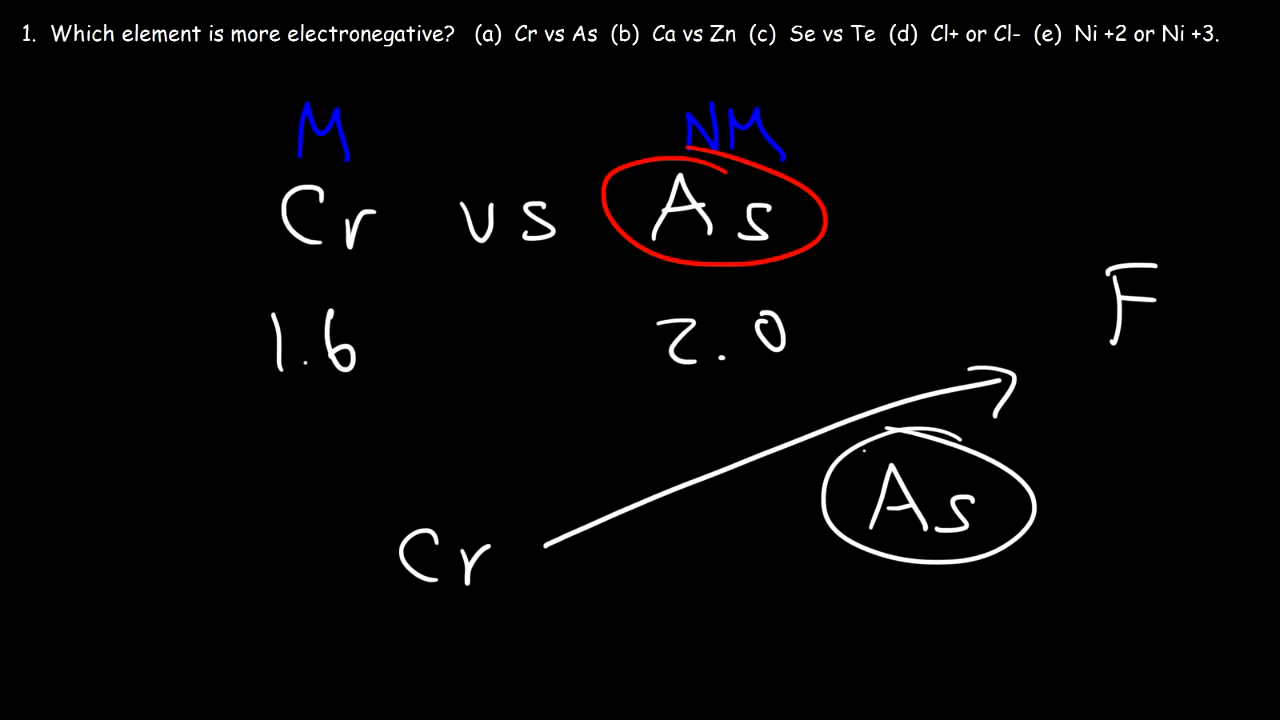 1. Which element is more electronegative? (a) Cr vs As (b) Ca vs Zn (c) Se vs Te (d) Cl+ or Cl- (e) Ni +2 or Ni +3.
M NM
Cr vs As
F
1.6 2.0
As
Cr